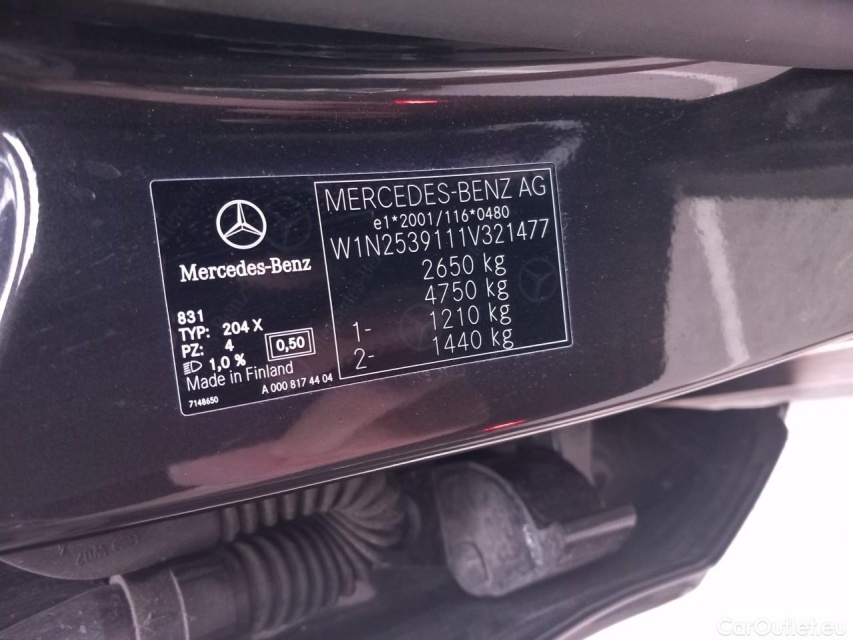 Mercedes-Benz
831
TYP: 204 X
PZ: 4
1,0 %
0,50
Made in Finland
7148650
A 000 817 44 04
MERCEDES-BENZ AG
e1*2001/116*0480
W1N2539111V321477
2650 kg
4750 kg
1- 1210 kg
2- 1440 kg
CarOutlet.eu